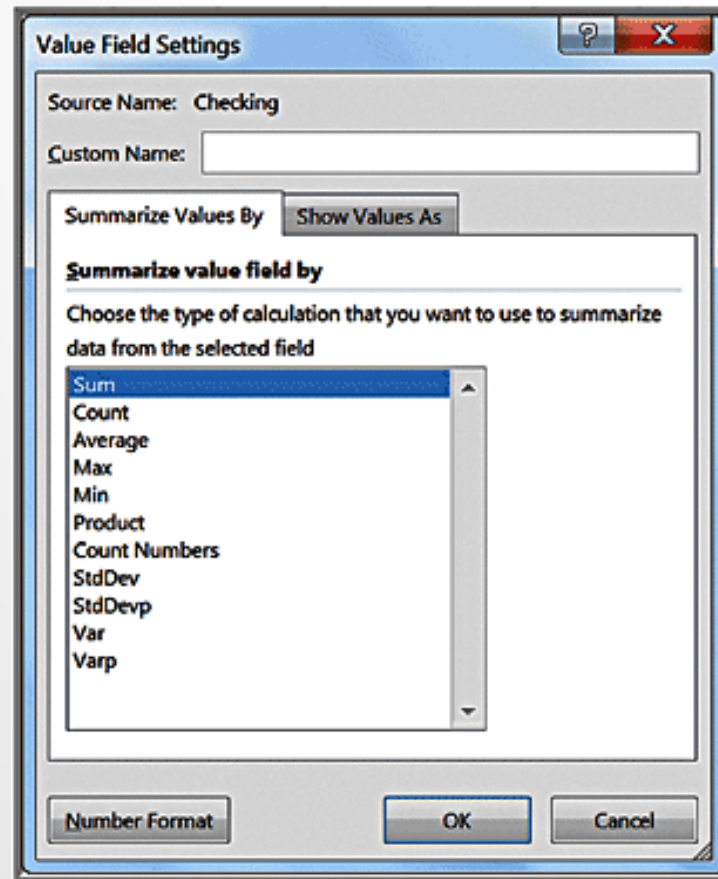 Value Field Settings
Source Name: Checking
Custom Name:
Summarize Values By
Show Values As
Summarize value field by
Choose the type of calculation that you want to use to summarize
data from the selected field
Sum
Count
Average
Max
Min
Product
Count Numbers
StdDev
StdDevp
Var
Varp
Number Format
OK
Cancel